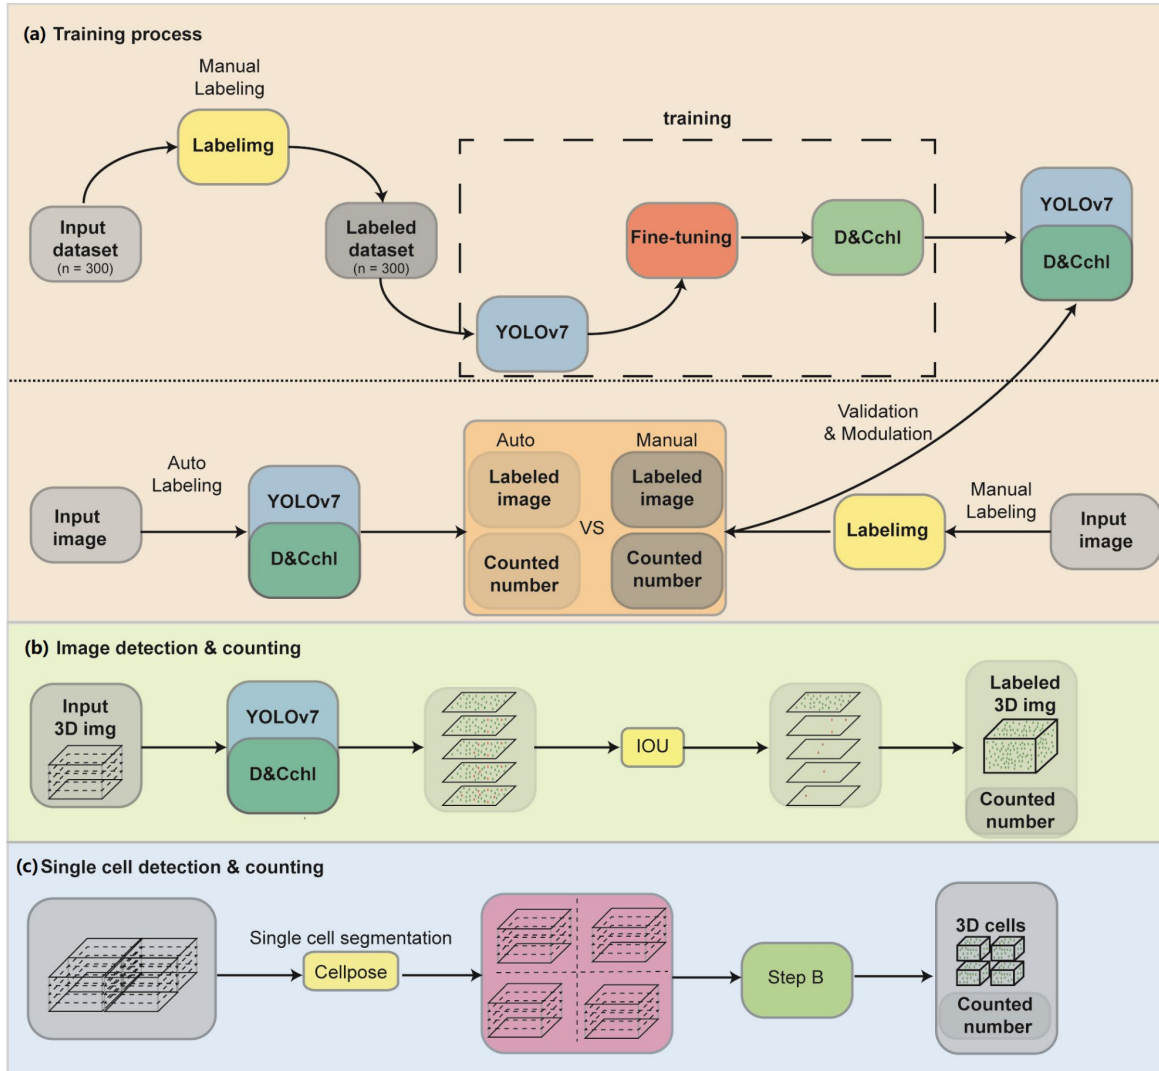 (a) Training process
Manual
Labeling
Labelimg
Input
dataset
(n = 300)
Labeled
dataset
(n = 300)
training
YOLOv7
Fine-tuning
D&Cchl
YOLOv7
D&Cchl
Validation
& Modulation
Input
image
Auto
Labeling
YOLOv7
D&Cchl
Auto
Labeled
image
Counted
number
VS
Manual
Labeled
image
Counted
number
Labelimg
Manual
Labeling
Input
image
(b) Image detection & counting
Input
3D img
YOLOv7
D&Cchl
IOU
Labeled
3D img
Counted
number
(c) Single cell detection & counting
Single cell segmentation
Cellpose
Step B
3D cells
Counted
number